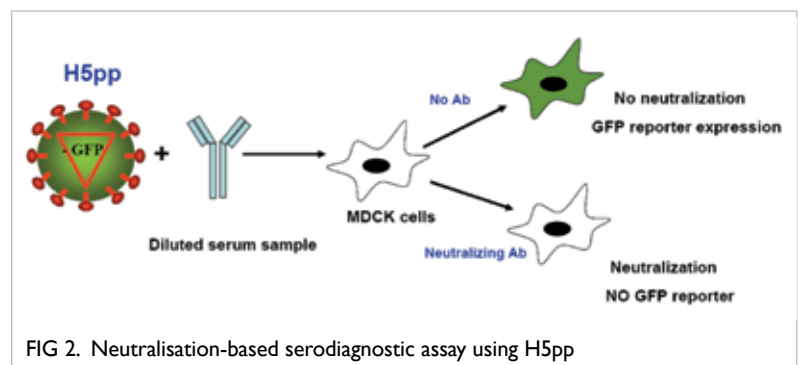 H5pp
- GFP
+
Diluted serum sample
MDCK cells
No Ab
No neutralization
GFP reporter expression
Neutralizing Ab
Neutralization
NO GFP reporter
FIG 2. Neutralisation-based serodiagnostic assay using H5pp